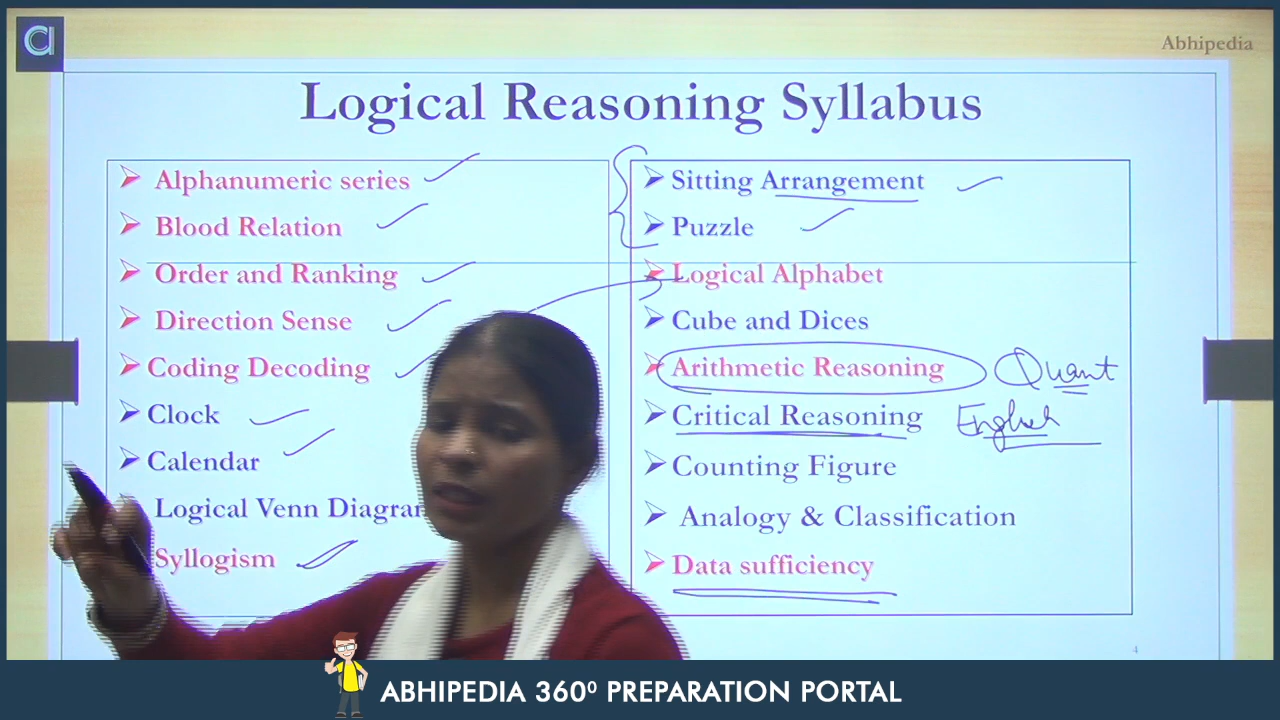 Abhipedia
Logical Reasoning Syllabus
Alphanumeric series
Blood Relation
Order and Ranking
Direction Sense
Coding Decoding
Clock
Calendar
Logical Venn Diagra
Syllogism
Sitting Arrangement
Puzzle
Logical Alphabet
Cube and Dices
Arithmetic Reasoning Quant
Critical Reasoning English
Counting Figure
Analogy & Classification
Data sufficiency
4
ABHIPEDIA 360⁰ PREPARATION PORTAL